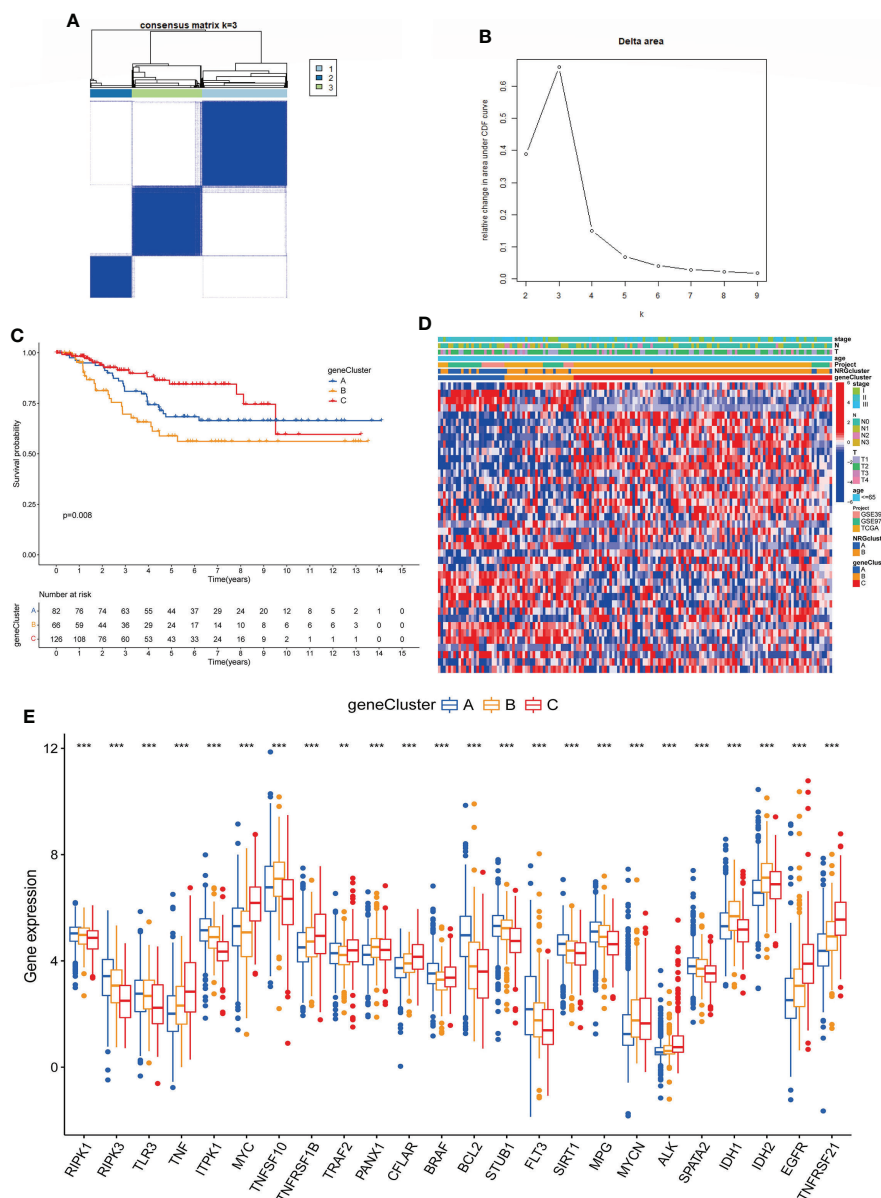 A
consensus matrix k=3
1
2
3
B
Delta area
relative change in area under CDF curve
0.0
0.1
0.2
0.3
0.4
0.5
0.6
2 3 4 5 6 7 8 9
k
C
geneCluster
A
B
C
Survival probability
1.00
0.75
0.50
0.25
0.00
p=0.008
0 1 2 3 4 5 6 7 8 9 10 11 12 13 14 15
Time(years)
Number at risk
geneCluster
A 82 76 74 63 55 44 37 29 24 20 12 8 5 2 1 0
B 66 59 44 36 29 24 17 14 10 8 6 6 6 3 0 0
C 126 108 76 60 53 43 33 24 16 9 2 1 1 1 0 0
0 1 2 3 4 5 6 7 8 9 10 11 12 13 14 15
Time(years)
D
stage
N
T
age
Project
NRGcluster
geneCluster
6
4
2
0
−2
−4
−6
stage
I
II
III
N
N0
N1
N2
N3
T
T1
T2
T3
T4
age
<=65
Project
GSE39
GSE97
TCGA
NRGcluster
A
B
geneCluster
A
B
C
E
geneCluster A B C
Gene expression
12
8
4
0
*** *** *** *** *** *** *** *** ** *** *** *** *** *** *** *** *** *** *** *** *** *** *** ***
RIPK1
RIPK3
TLR3
TNF
ITPK1
MYC
TNFSF10
TNFRSF1B
TRAF2
PANX1
CFLAR
BRAF
BCL2
STUB1
FLT3
SIRT1
MPG
MYCN
ALK
SPATA2
IDH1
IDH2
EGFR
TNFRSF21